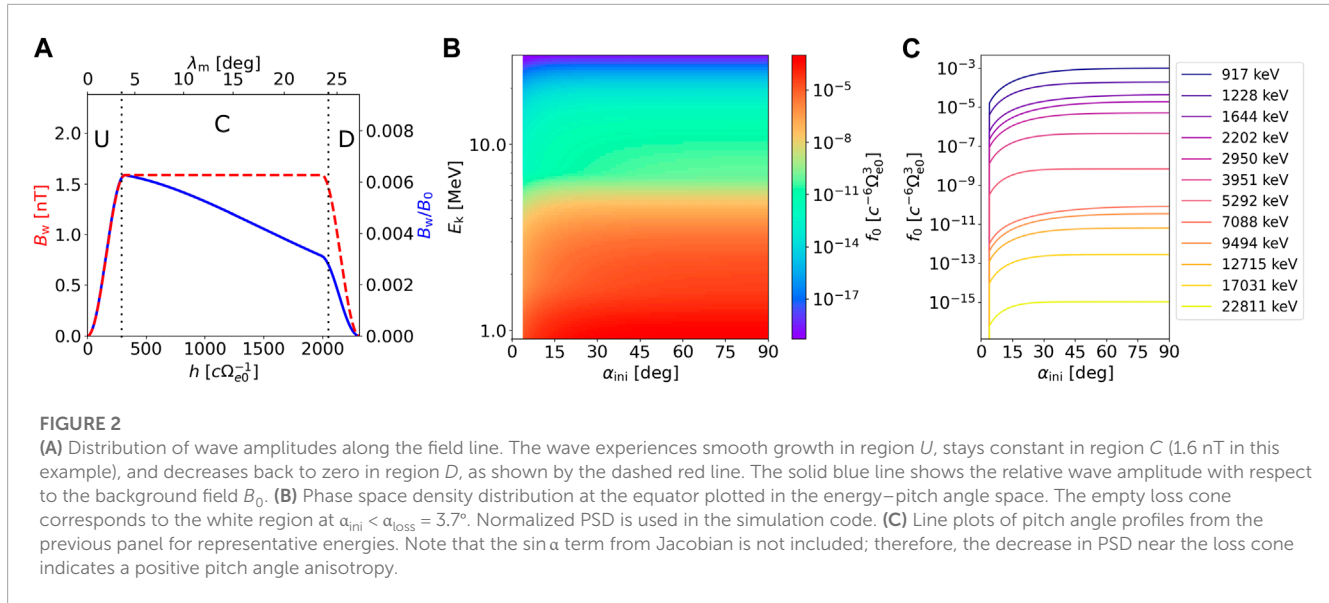 A
λm [deg]
0 5 10 15 20 25
U
C
D
2.0
1.5
1.0
0.5
0.0
Bw [nT]
0.008
0.006
0.004
0.002
0.000
Bw/B0
0 500 1000 1500 2000
h [cΩe0^-1]
B
10.0
1.0
Ek [MeV]
0 15 30 45 60 75 90
αini [deg]
10^-5
10^-8
10^-11
10^-14
10^-17
f0 [c^-6Ωe0^3]
C
10^-3
10^-5
10^-7
10^-9
10^-11
10^-13
10^-15
f0 [c^-6Ωe0^3]
0 15 30 45 60 75 90
αini [deg]
917 keV
1228 keV
1644 keV
2202 keV
2950 keV
3951 keV
5292 keV
7088 keV
9494 keV
12715 keV
17031 keV
22811 keV
FIGURE 2
(A) Distribution of wave amplitudes along the field line. The wave experiences smooth growth in region U, stays constant in region C (1.6 nT in this
example), and decreases back to zero in region D, as shown by the dashed red line. The solid blue line shows the relative wave amplitude with respect
to the background field B0. (B) Phase space density distribution at the equator plotted in the energy–pitch angle space. The empty loss cone
corresponds to the white region at αini < αloss = 3.7°. Normalized PSD is used in the simulation code. (C) Line plots of pitch angle profiles from the
previous panel for representative energies. Note that the sin α term from Jacobian is not included; therefore, the decrease in PSD near the loss cone
indicates a positive pitch angle anisotropy.